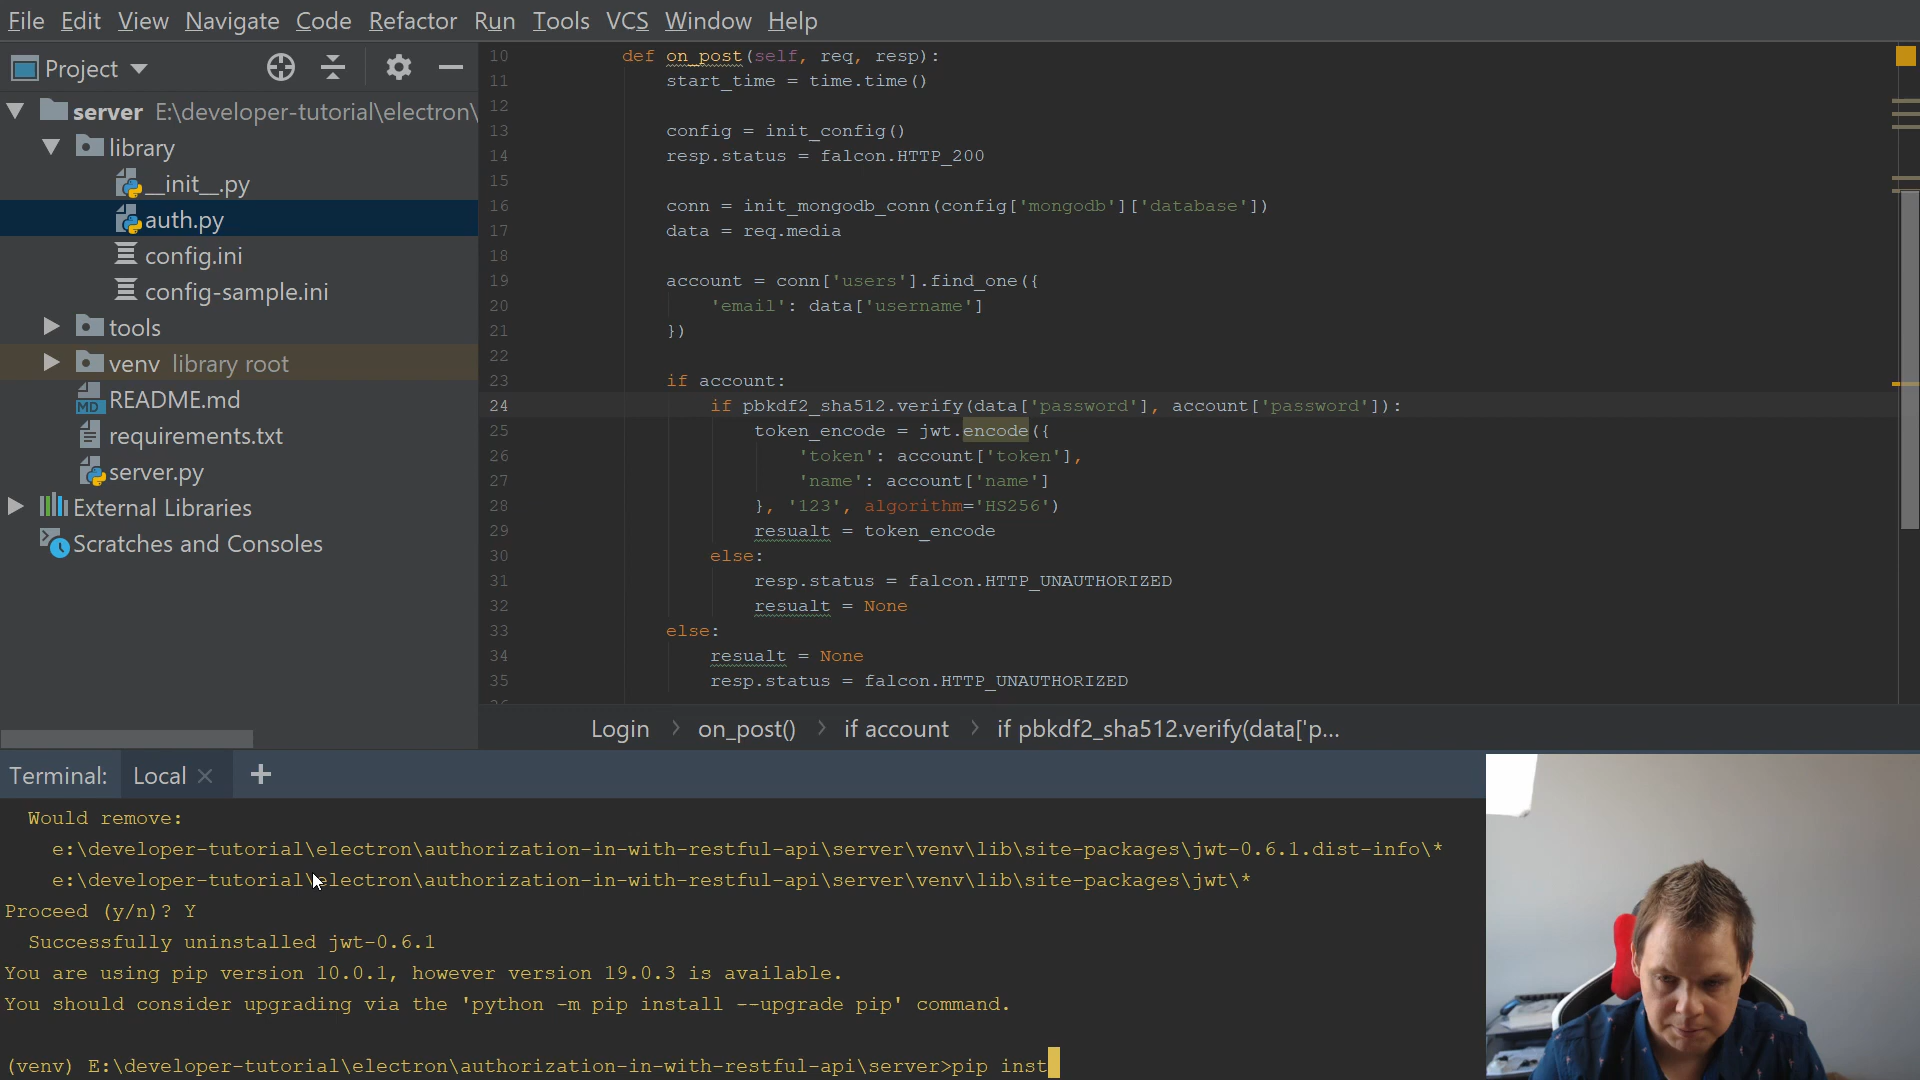 File Edit View Navigate Code Refactor Run Tools VCS Window Help
Project
server E:\developer-tutorial\electron\
library
__init__.py
auth.py
config.ini
config-sample.ini
tools
venv library root
README.md
requirements.txt
server.py
External Libraries
Scratches and Consoles
10 def on_post(self, req, resp):
11 start_time = time.time()
12
13 config = init_config()
14 resp.status = falcon.HTTP_200
15
16 conn = init_mongodb_conn(config['mongodb']['database'])
17 data = req.media
18
19 account = conn['users'].find_one({
20 'email': data['username']
21 })
22
23 if account:
24 if pbkdf2_sha512.verify(data['password'], account['password']):
25 token_encode = jwt.encode({
26 'token': account['token'],
27 'name': account['name']
28 }, '123', algorithm='HS256')
29 resualt = token_encode
30 else:
31 resp.status = falcon.HTTP_UNAUTHORIZED
32 resualt = None
33 else:
34 resualt = None
35 resp.status = falcon.HTTP_UNAUTHORIZED
Login > on_post() > if account > if pbkdf2_sha512.verify(data['p...
Terminal: Local × +
Would remove:
e:\developer-tutorial\electron\authorization-in-with-restful-api\server\venv\lib\site-packages\jwt-0.6.1.dist-info\*
e:\developer-tutorial\electron\authorization-in-with-restful-api\server\venv\lib\site-packages\jwt\*
Proceed (y/n)? Y
Successfully uninstalled jwt-0.6.1
You are using pip version 10.0.1, however version 19.0.3 is available.
You should consider upgrading via the 'python -m pip install --upgrade pip' command.
(venv) E:\developer-tutorial\electron\authorization-in-with-restful-api\server>pip inst